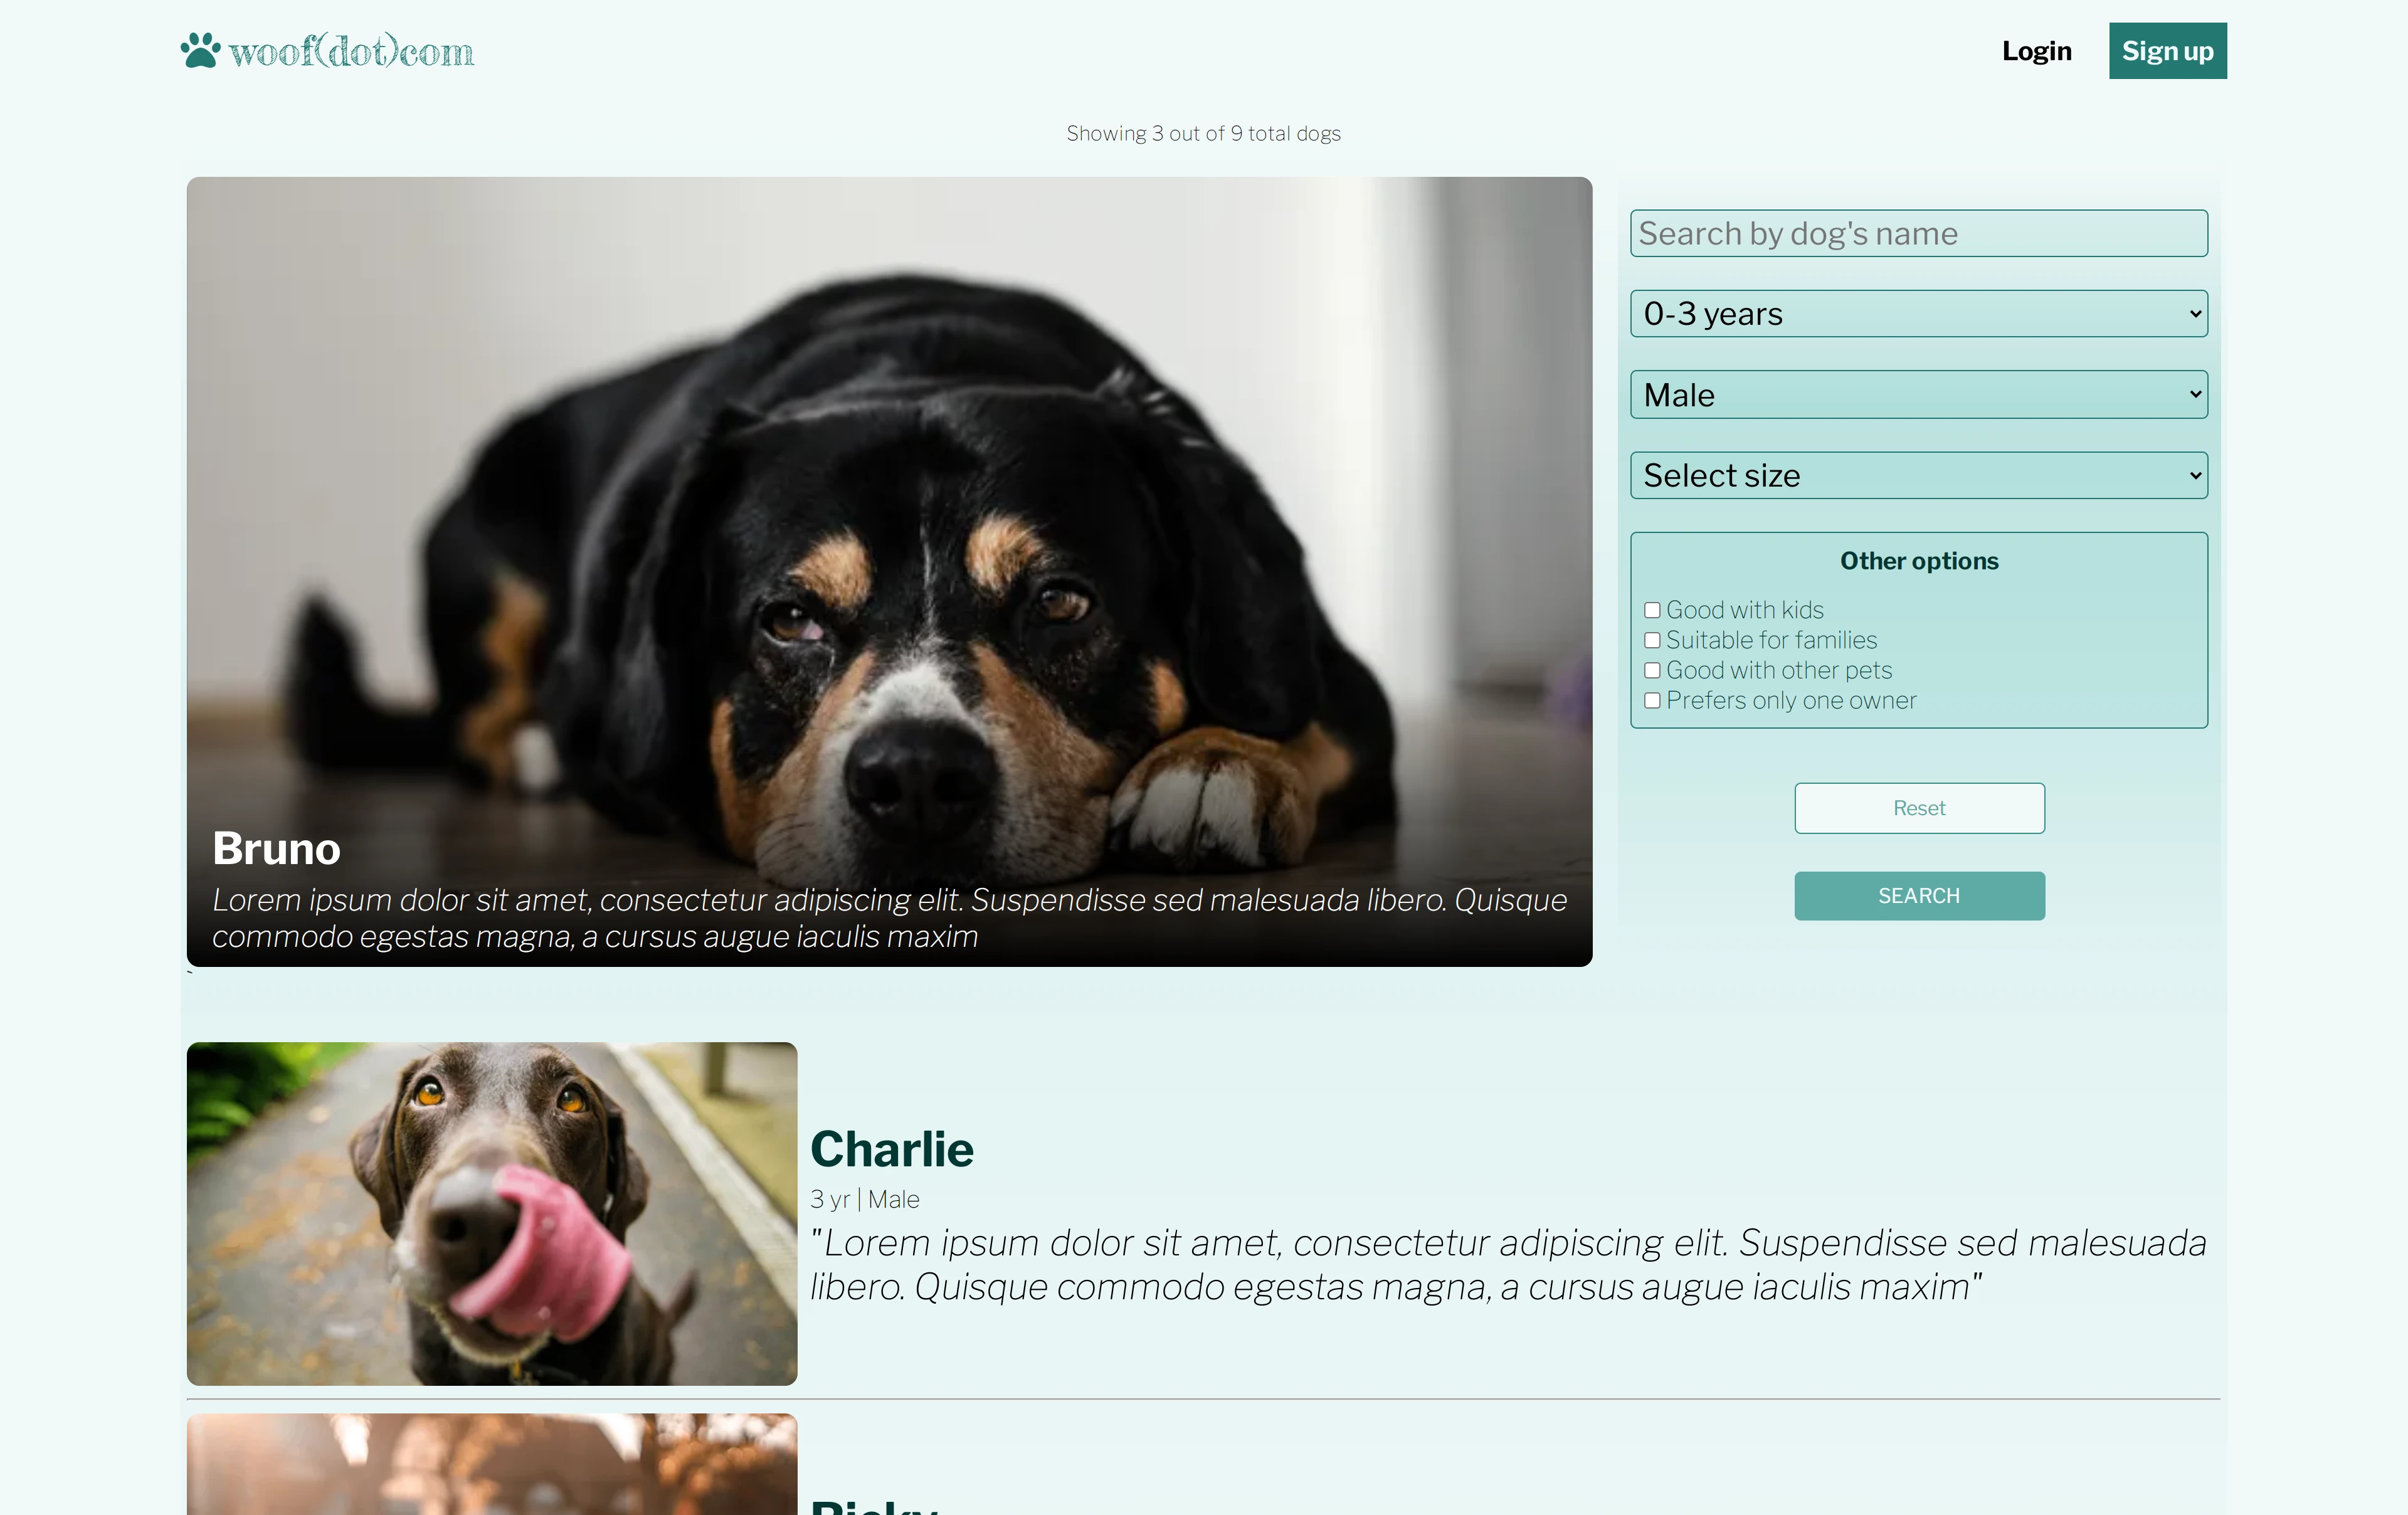 woof(dot)com
Login
Sign up
Showing 3 out of 9 total dogs
Bruno
Lorem ipsum dolor sit amet, consectetur adipiscing elit. Suspendisse sed malesuada libero. Quisque
commodo egestas magna, a cursus augue iaculis maxim
`
Search by dog's name
0-3 years
Male
Select size
Other options
Good with kids
Suitable for families
Good with other pets
Prefers only one owner
Reset
SEARCH
Charlie
3 yr | Male
"Lorem ipsum dolor sit amet, consectetur adipiscing elit. Suspendisse sed malesuada
libero. Quisque commodo egestas magna, a cursus augue iaculis maxim"